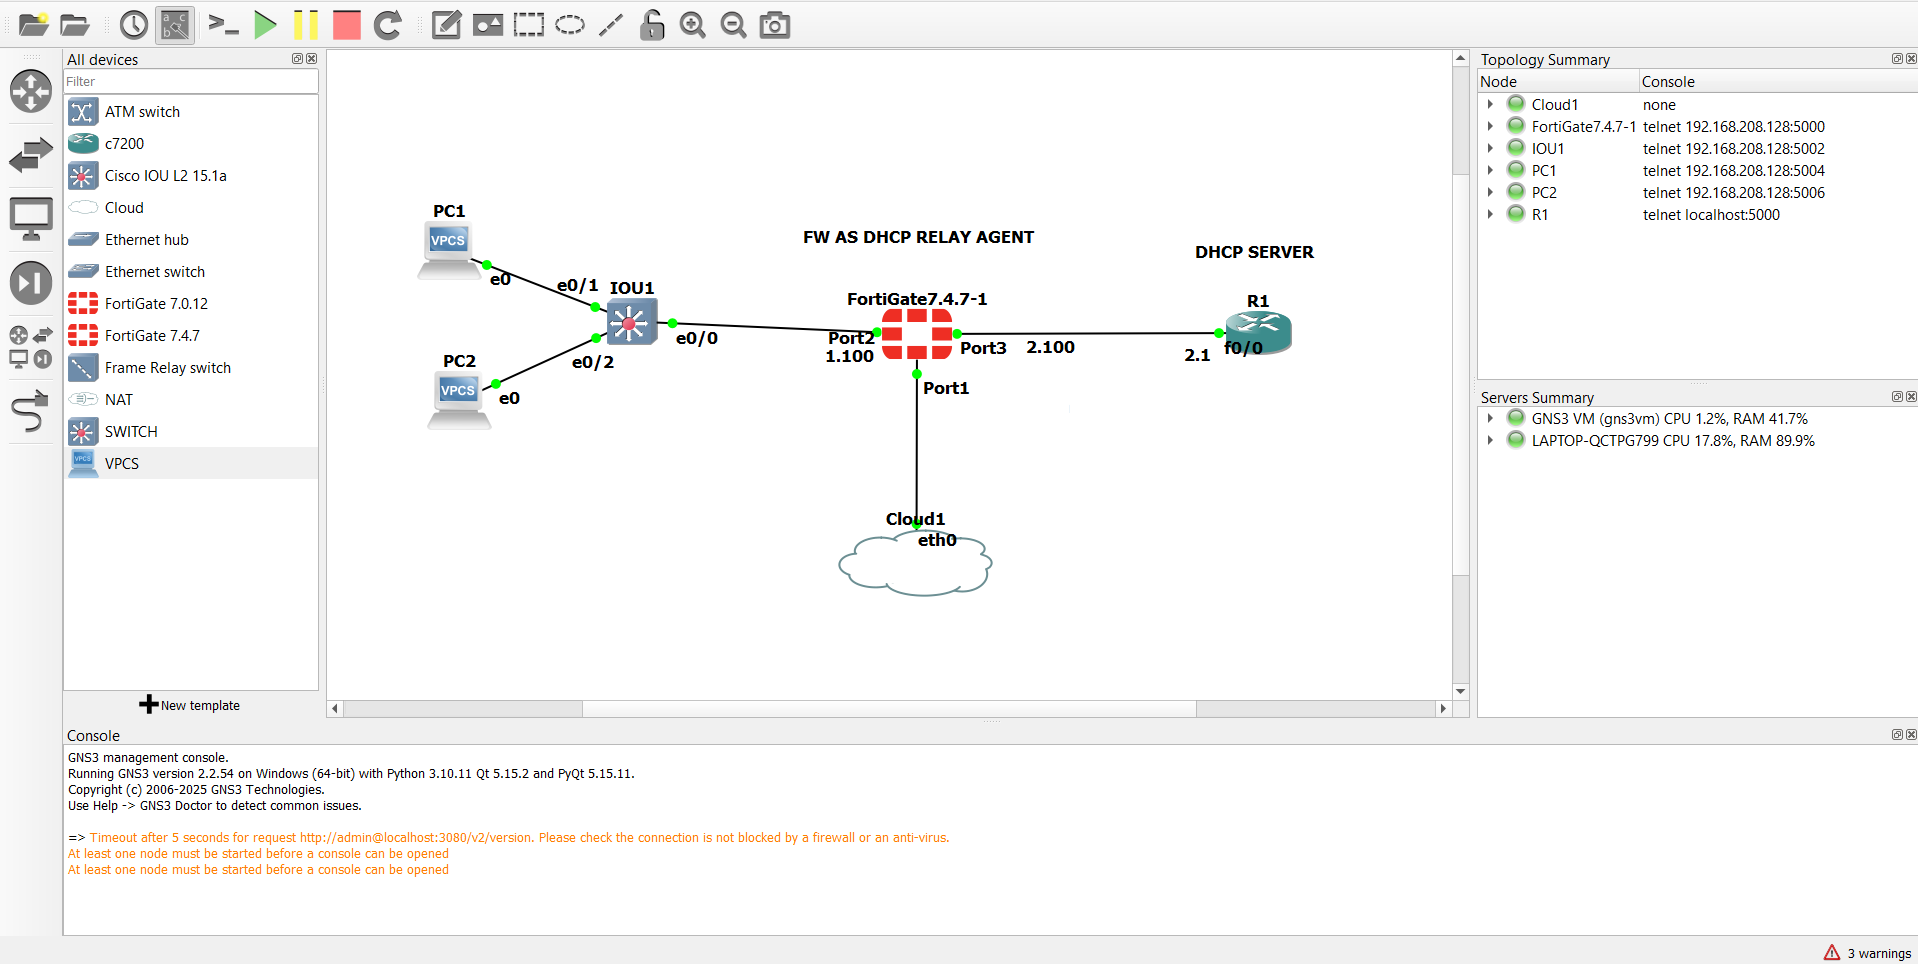 All devices
Filter
ATM switch
c7200
Cisco IOU L2 15.1a
Cloud
Ethernet hub
Ethernet switch
FortiGate 7.0.12
FortiGate 7.4.7
Frame Relay switch
NAT
SWITCH
VPCS
New template
PC1
VPCS
e0
e0/1
IOU1
e0/0
e0/2
PC2
VPCS
e0
FW AS DHCP RELAY AGENT
FortiGate7.4.7-1
Port2
1.100
Port3
2.100
Port1
DHCP SERVER
R1
2.1
f0/0
Cloud1
eth0
Topology Summary
Node Console
Cloud1 none
FortiGate7.4.7-1 telnet 192.168.208.128:5000
IOU1 telnet 192.168.208.128:5002
PC1 telnet 192.168.208.128:5004
PC2 telnet 192.168.208.128:5006
R1 telnet localhost:5000
Servers Summary
GNS3 VM (gns3vm) CPU 1.2%, RAM 41.7%
LAPTOP-QCTPG799 CPU 17.8%, RAM 89.9%
Console
GNS3 management console.
Running GNS3 version 2.2.54 on Windows (64-bit) with Python 3.10.11 Qt 5.15.2 and PyQt 5.15.11.
Copyright (c) 2006-2025 GNS3 Technologies.
Use Help -> GNS3 Doctor to detect common issues.
=> Timeout after 5 seconds for request http://admin@localhost:3080/v2/version. Please check the connection is not blocked by a firewall or an anti-virus.
At least one node must be started before a console can be opened
At least one node must be started before a console can be opened
3 warnings